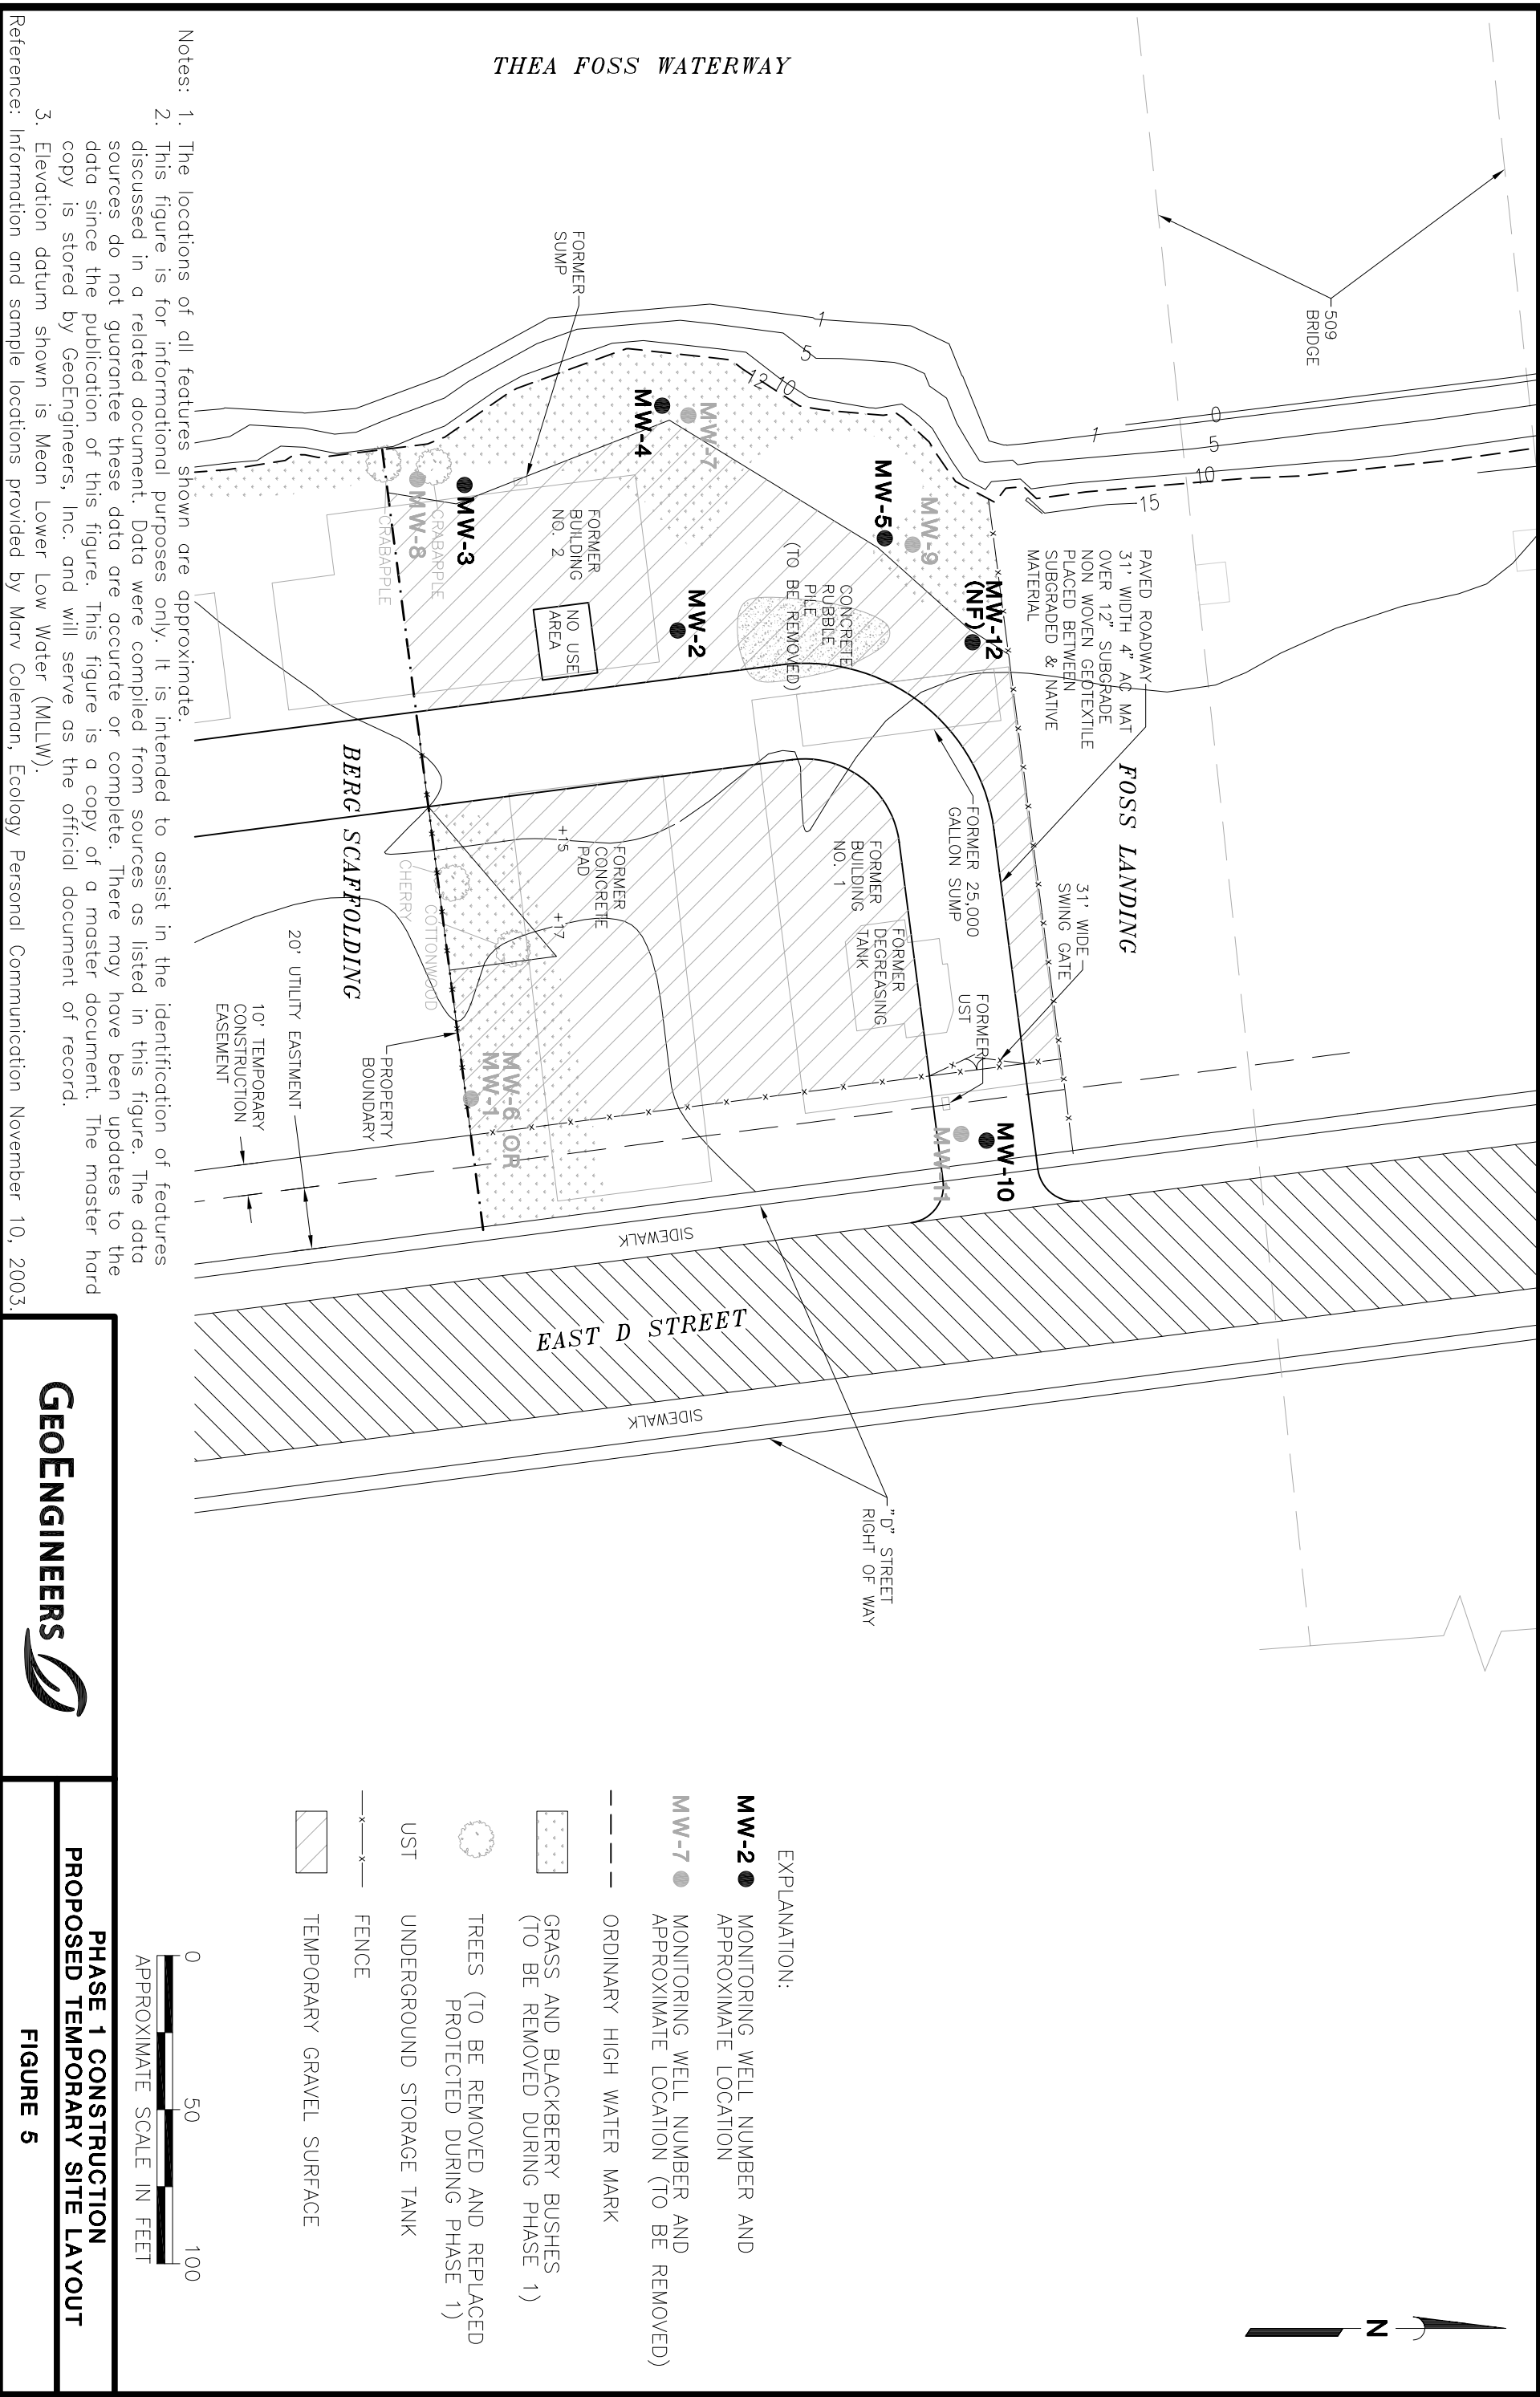 THEA FOSS WATERWAY
509
BRIDGE
FORMER
SUMP
1
5
12
10
0
1
5
10
15
MW-4
MW-7
MW-5
MW-9
MW-3
MW-8
CRABAPPLE
CRABAPPLE
MW-12
(NF)
MW-2
FORMER
BUILDING
NO. 2
NO USE
AREA
CONCRETE
RUBBLE
PILE
(TO BE REMOVED)
PAVED ROADWAY
31' WIDTH 4" AC MAT
OVER 12" SUBGRADE
NON WOVEN GEOTEXTILE
PLACED BETWEEN
SUBGRADED & NATIVE
MATERIAL
FOSS LANDING
31' WIDE
SWING GATE
FORMER 25,000
GALLON SUMP
FORMER
BUILDING
NO. 1
FORMER
DEGREASING
TANK
FORMER
UST
FORMER
CONCRETE
PAD
+15
+17
BERG SCAFFOLDING
CHERRY
COTTONWOOD
MW-6 OR
MW-1
MW-10
MW-11
PROPERTY
BOUNDARY
20' UTILITY EASTMENT
10' TEMPORARY
CONSTRUCTION
EASEMENT
SIDEWALK
EAST D STREET
SIDEWALK
"D" STREET
RIGHT OF WAY
N
EXPLANATION:
MW-2 MONITORING WELL NUMBER AND
APPROXIMATE LOCATION
MW-7 MONITORING WELL NUMBER AND
APPROXIMATE LOCATION (TO BE REMOVED)
ORDINARY HIGH WATER MARK
GRASS AND BLACKBERRY BUSHES
(TO BE REMOVED DURING PHASE 1)
TREES (TO BE REMOVED AND REPLACED
PROTECTED DURING PHASE 1)
UST UNDERGROUND STORAGE TANK
FENCE
TEMPORARY GRAVEL SURFACE
0 50 100
APPROXIMATE SCALE IN FEET
Notes: 1. The locations of all features shown are approximate.
2. This figure is for informational purposes only. It is intended to assist in the identification of features
discussed in a related document. Data were compiled from sources as listed in this figure. The data
sources do not guarantee these data are accurate or complete. There may have been updates to the
data since the publication of this figure. This figure is a copy of a master document. The master hard
copy is stored by GeoEngineers, Inc. and will serve as the official document of record.
3. Elevation datum shown is Mean Lower Low Water (MLLW).
Reference: Information and sample locations provided by Marv Coleman, Ecology Personal Communication November 10, 2003.
GEOENGINEERS
PHASE 1 CONSTRUCTION
PROPOSED TEMPORARY SITE LAYOUT
FIGURE 5